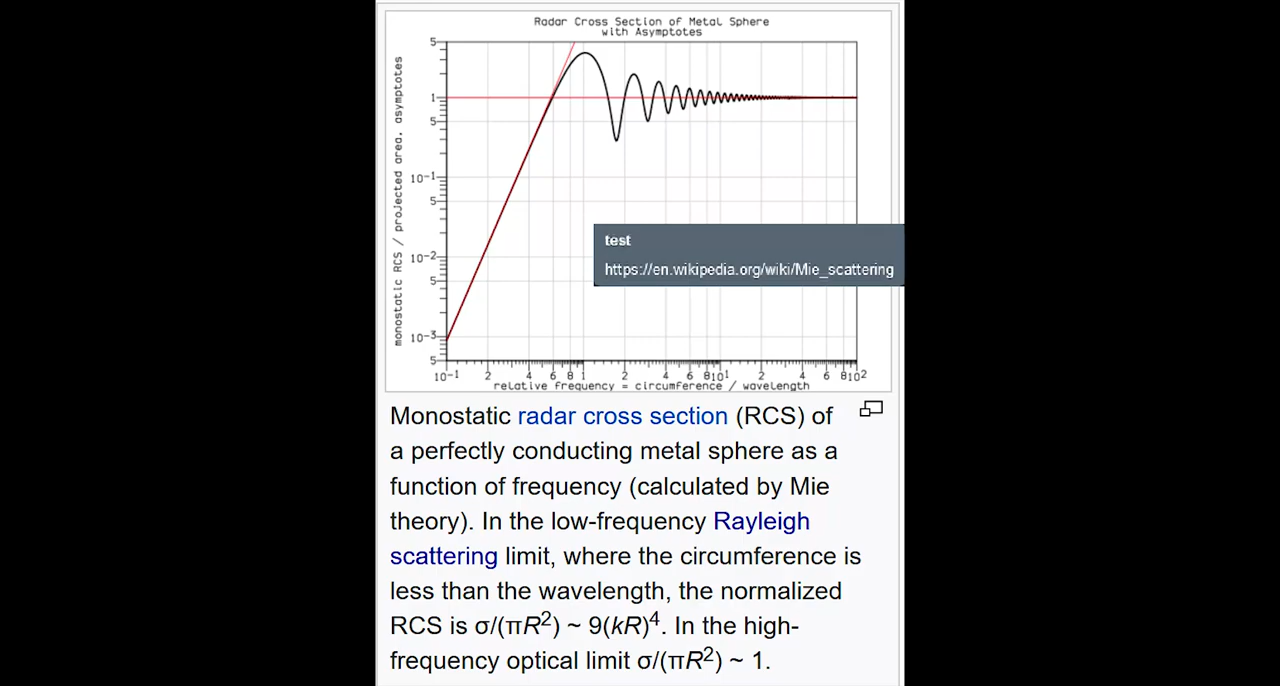 Radar Cross Section of Metal Sphere
with Asymptotes
monostatic RCS / projected area, asymptotes
5
1
5
10-1
5
10-2
5
10-3
5
10-1 2 4 6 8 1 2 4 6 8 101 2 4 6 8 102
relative frequency = circumference / wavelength
test
https://en.wikipedia.org/wiki/Mie_scattering
Monostatic radar cross section (RCS) of
a perfectly conducting metal sphere as a
function of frequency (calculated by Mie
theory). In the low-frequency Rayleigh
scattering limit, where the circumference is
less than the wavelength, the normalized
RCS is σ/(πR²) ~ 9(kR)⁴. In the high-
frequency optical limit σ/(πR²) ~ 1.